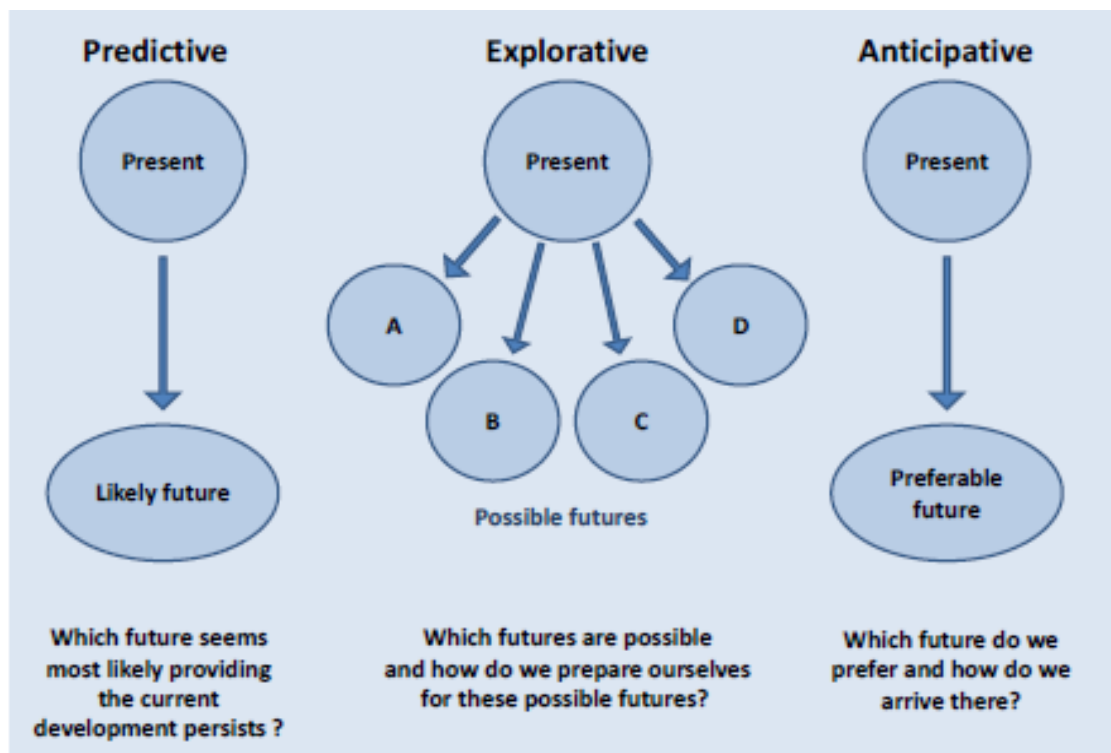 Predictive
Present
Likely future
Which future seems
most likely providing
the current
development persists ?
Explorative
Present
A
B
C
D
Possible futures
Which futures are possible
and how do we prepare ourselves
for these possible futures?
Anticipative
Present
Preferable
future
Which future do we
prefer and how do we
arrive there?